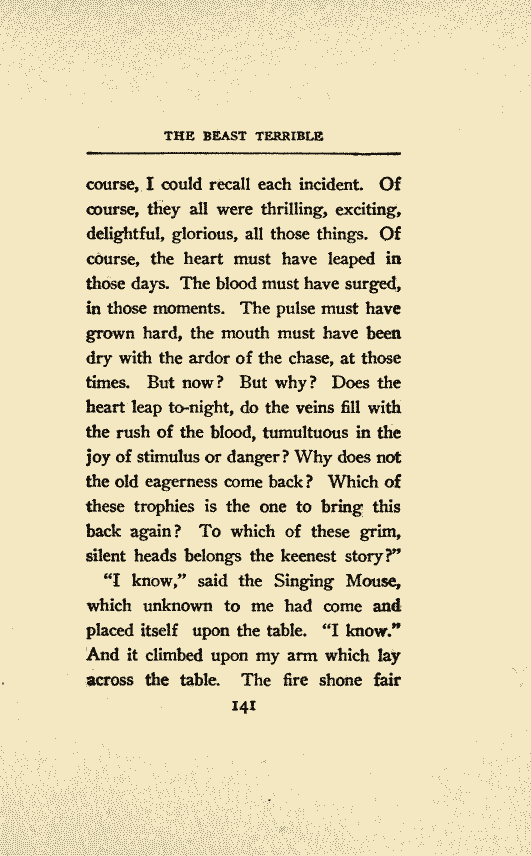 THE BEAST TERRIBLE
course, I could recall each incident. Of
course, they all were thrilling, exciting,
delightful, glorious, all those things. Of
course, the heart must have leaped in
those days. The blood must have surged,
in those moments. The pulse must have
grown hard, the mouth must have been
dry with the ardor of the chase, at those
times. But now? But why? Does the
heart leap to-night, do the veins fill with
the rush of the blood, tumultuous in the
joy of stimulus or danger? Why does not
the old eagerness come back? Which of
these trophies is the one to bring this
back again? To which of these grim,
silent heads belongs the keenest story?”
“I know,” said the Singing Mouse,
which unknown to me had come and
placed itself upon the table. “I know.”
And it climbed upon my arm which lay
across the table. The fire shone fair
141